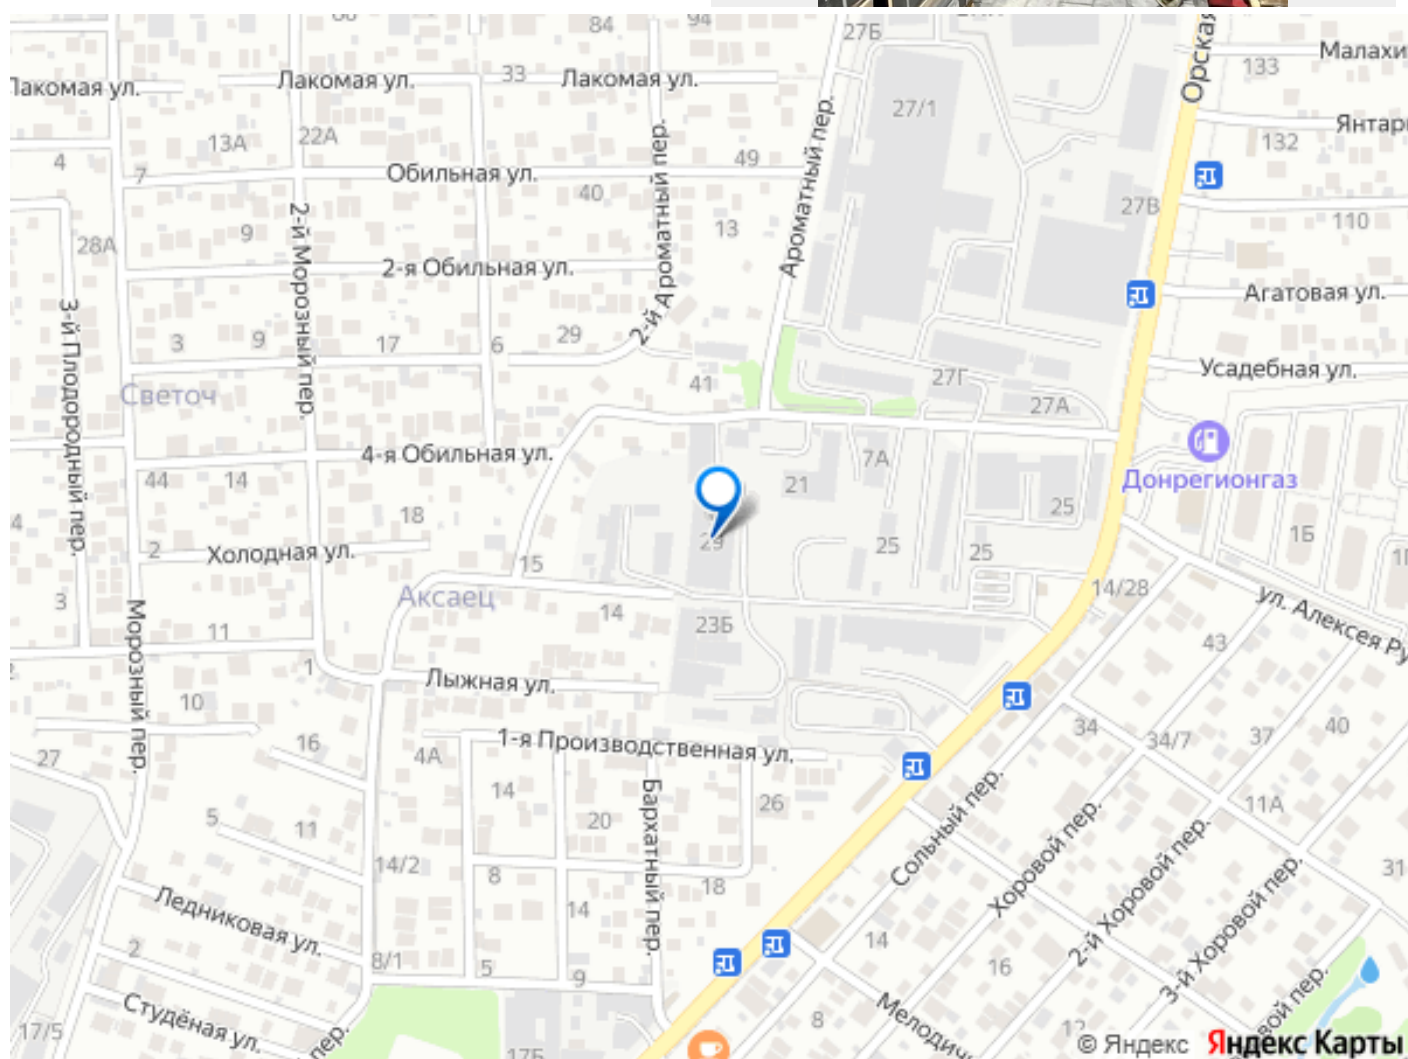 84
94
27Б
Орская
Малахи
133
Лакомая ул.
Лакомая ул.
33
Лакомая ул.
27/1
Янтар
132
13А
22А
4
7
Обильная ул.
49
40
2-й Ароматный пер.
Ароматный пер.
27В
110
28А
9
2-й Морозный пер.
13
2-я Обильная ул.
Агатовая ул.
3-й Плодородный пер.
3
9
17
6
29
Усадебная ул.
Светоч
41
27Г
27А
4-я Обильная ул.
7А
Донрегионгаз
44
14
21
25
18
4
2
Холодная ул.
29
25
25
1Б
15
14/28
Аксаец
3
14
23Б
ул. Алексея Ру
Морозный пер.
11
43
1
Лыжная ул.
10
34
40
16
4А
1-я Производственная ул.
34/7
37
27
14
26
Сольный пер.
11А
5
11
20
Бархатный пер.
Хоровой пер.
2-й Хоровой пер.
14/2
8
18
3-й Хоровой пер.
31
Ледниковая ул.
14
14
2
8/1
5
9
16
вой пер.
Студёная ул.
17/5
пер.
17Б
8
Мелодич
12
© Яндекс Яндекс Карты